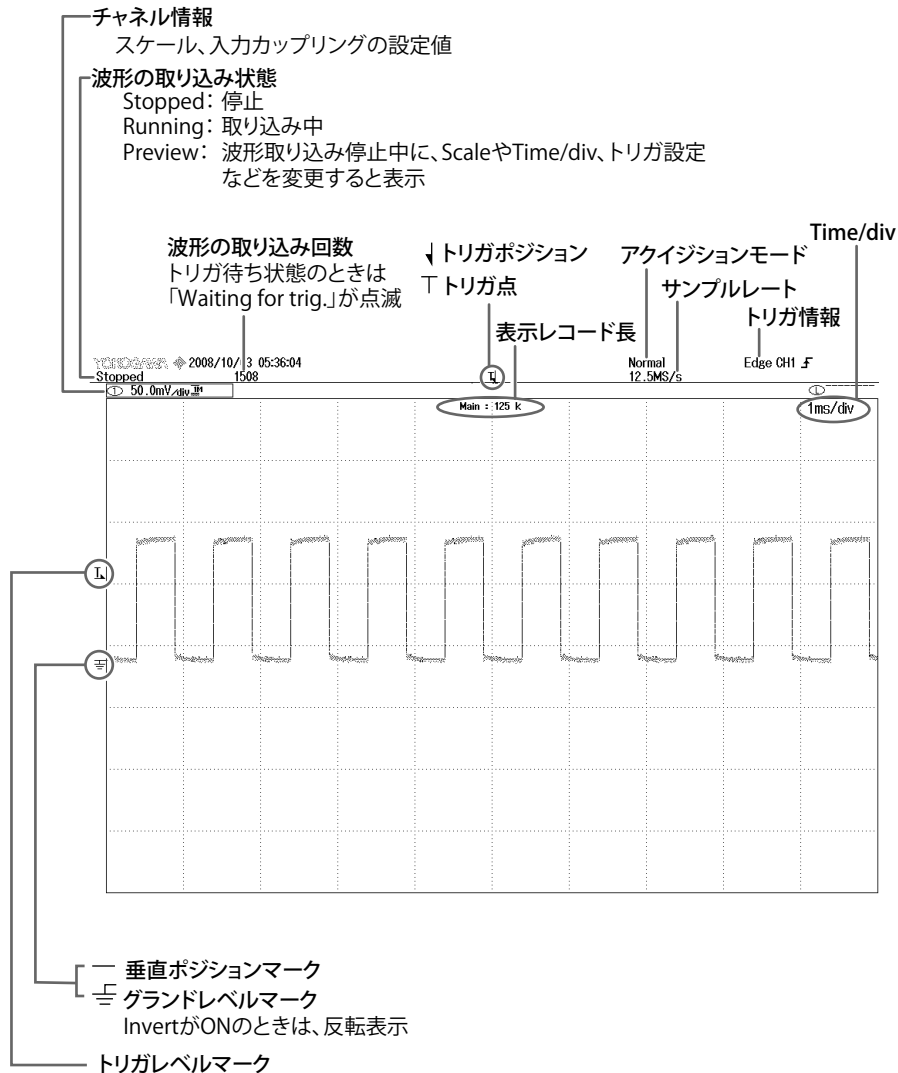 チャネル情報
スケール、入力カップリングの設定値
波形の取り込み状態
Stopped： 停止
Running： 取り込み中
Preview： 波形取り込み停止中に、ScaleやTime/div、トリガ設定
などを変更すると表示
波形の取り込み回数
トリガ待ち状態のときは
「Waiting for trig.」が点滅
トリガポジション
トリガ点
表示レコード長
アクイジションモード
サンプルレート
トリガ情報
Time/div
YOKOGAWA 2008/10/ 3 05:36:04
Normal
Edge CH1
Stopped
1508
12.5MS/s
① 50.0mV/div
Main : 125 k
1ms/div
垂直ポジションマーク
グランドレベルマーク
InvertがONのときは、反転表示
トリガレベルマーク